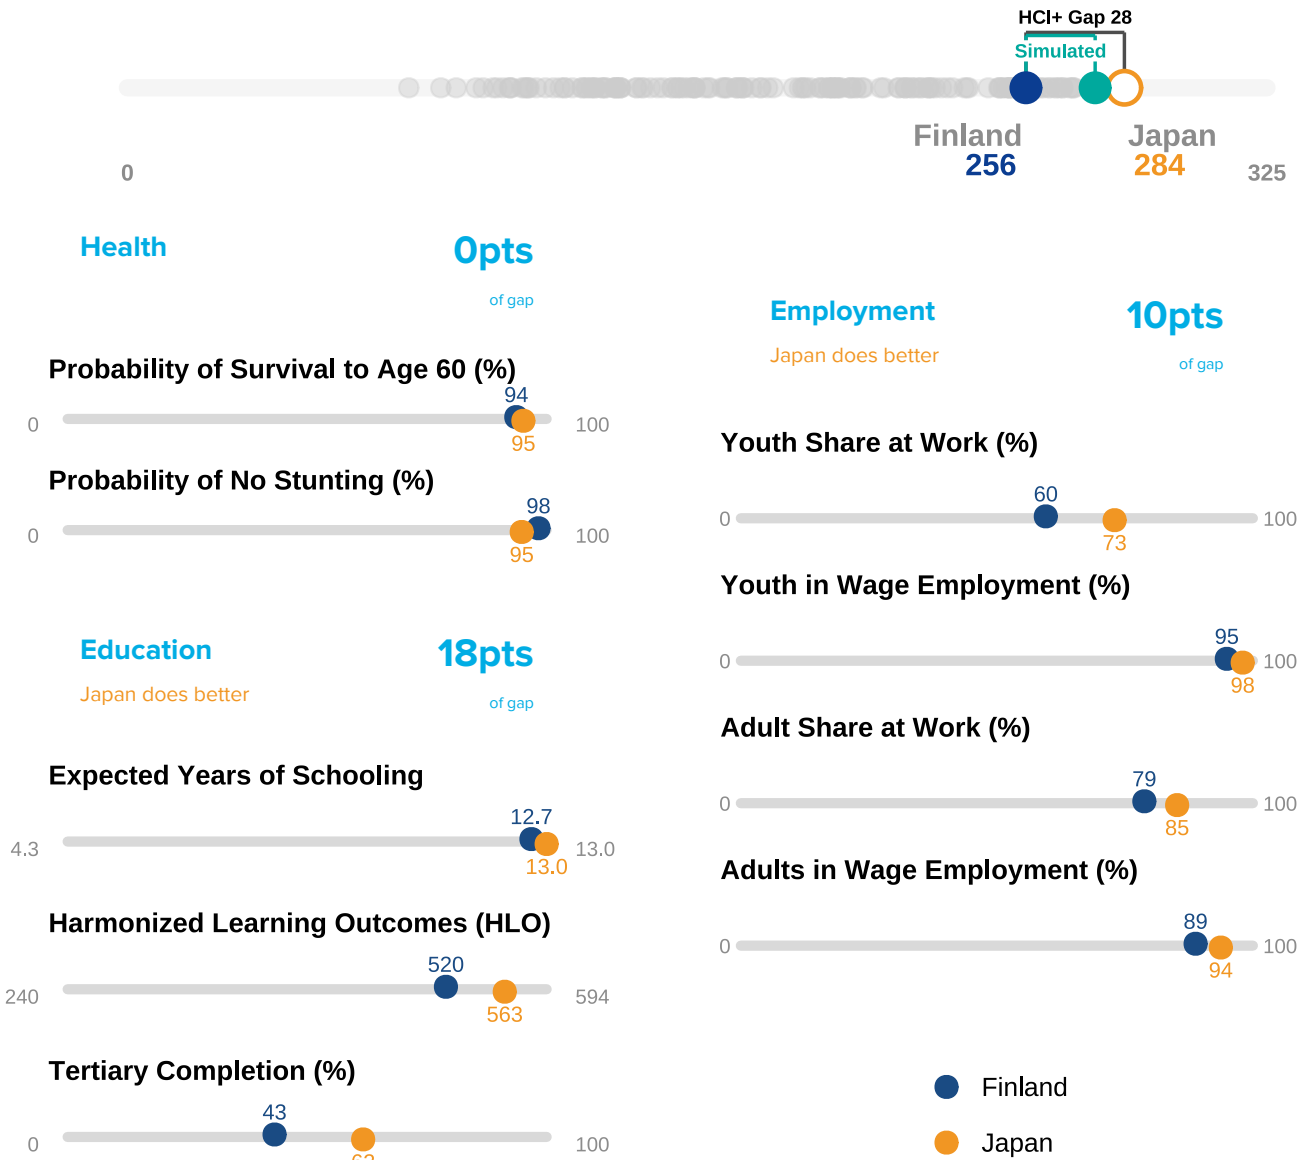 HCI+ Gap 28
Simulated
Finland
256
Japan
284
0
325
Health
0pts
of gap
Probability of Survival to Age 60 (%)
94
0
100
95
Probability of No Stunting (%)
98
0
100
95
Education
18pts
Japan does better
of gap
Expected Years of Schooling
12.7
4.3
13.0
13.0
Harmonized Learning Outcomes (HLO)
520
240
594
563
Tertiary Completion (%)
43
0
100
Employment
10pts
Japan does better
of gap
Youth Share at Work (%)
60
0
100
73
Youth in Wage Employment (%)
95
0
100
98
Adult Share at Work (%)
79
0
100
85
Adults in Wage Employment (%)
89
0
100
94
Finland
Japan